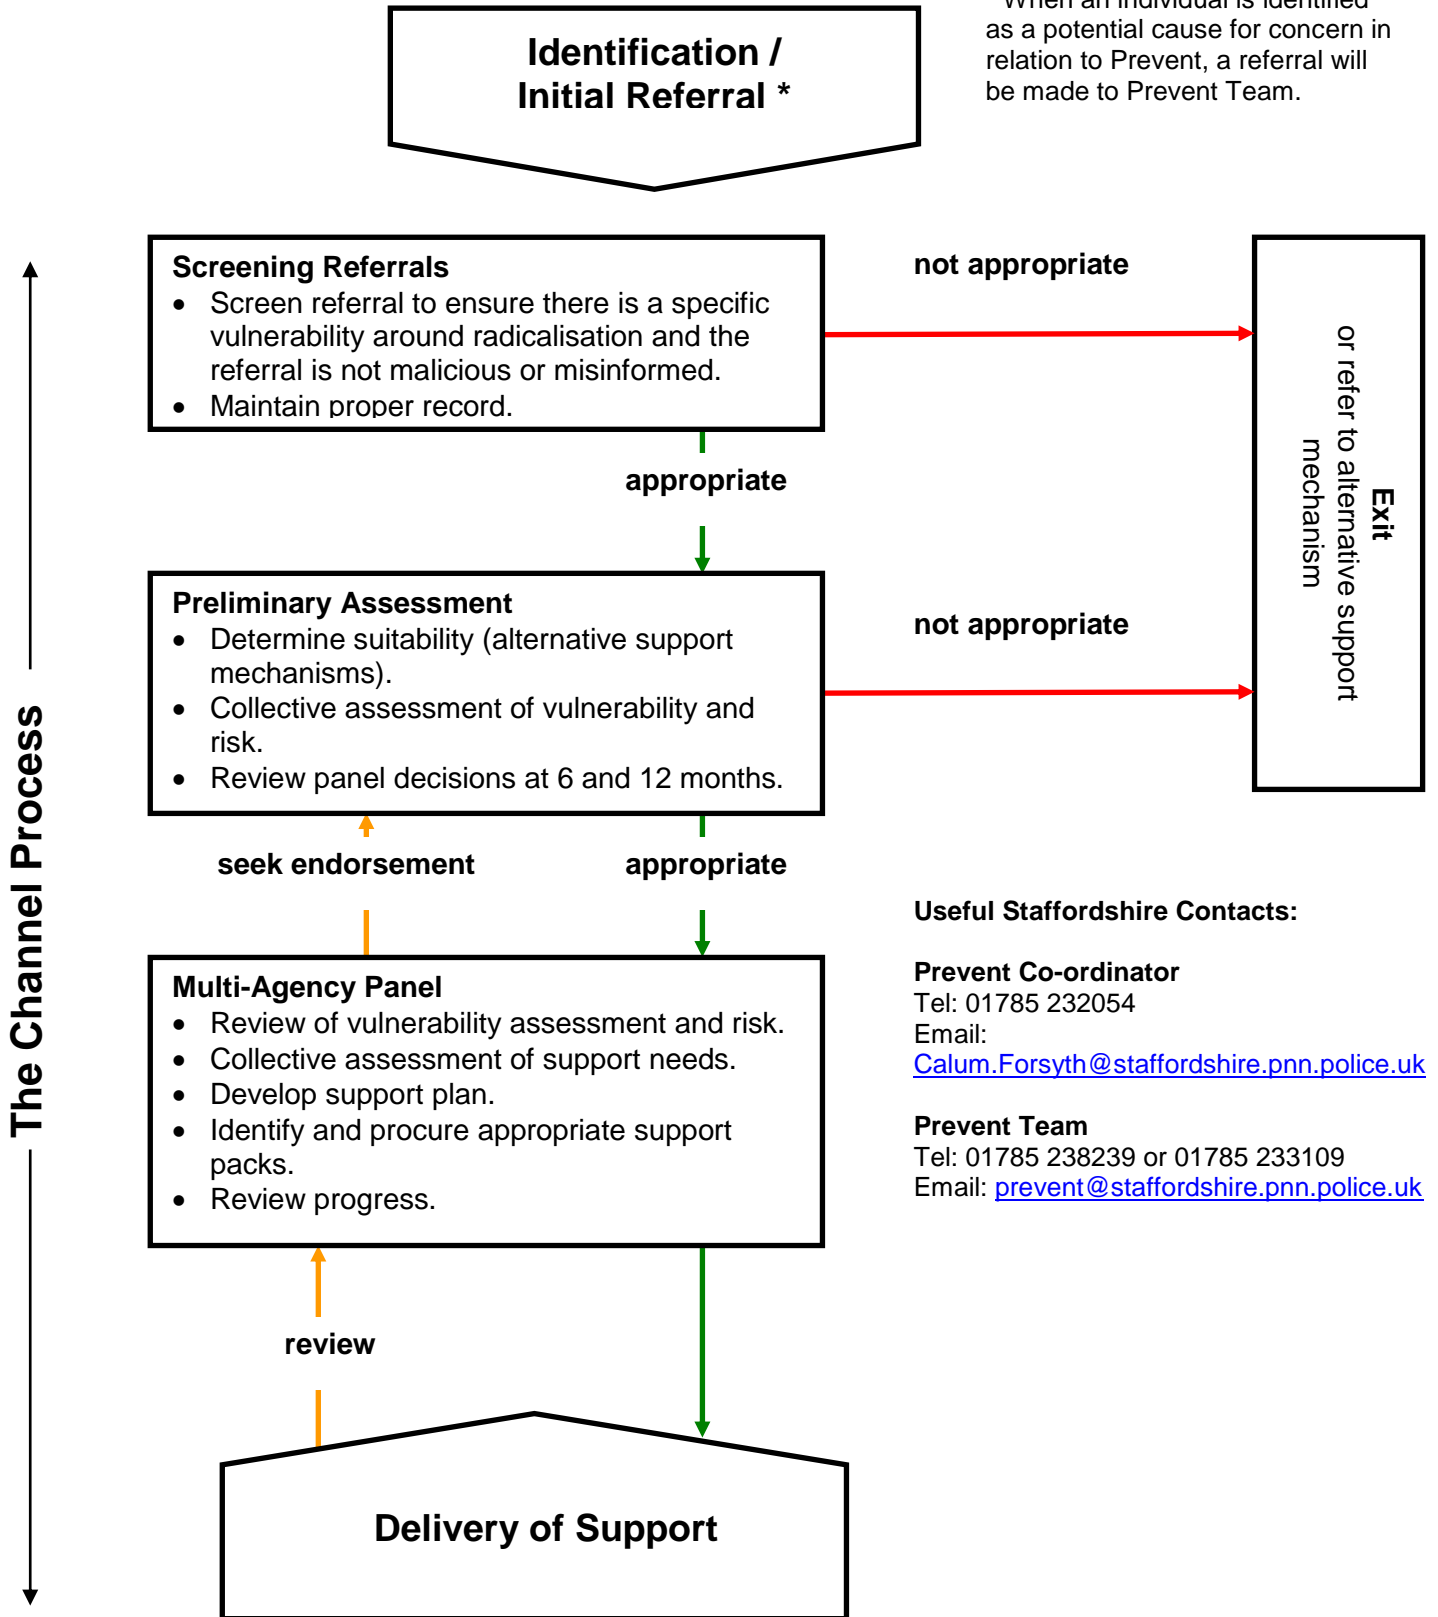 Identification /
Initial Referral *
When an individual is identified
as a potential cause for concern in
relation to Prevent, a referral will
be made to Prevent Team.
The Channel Process
Screening Referrals
• Screen referral to ensure there is a specific
vulnerability around radicalisation and the
referral is not malicious or misinformed.
• Maintain proper record.
not appropriate
Exit
or refer to alternative support
mechanism
appropriate
Preliminary Assessment
• Determine suitability (alternative support
mechanisms).
• Collective assessment of vulnerability and
risk.
• Review panel decisions at 6 and 12 months.
not appropriate
seek endorsement
appropriate
Multi-Agency Panel
• Review of vulnerability assessment and risk.
• Collective assessment of support needs.
• Develop support plan.
• Identify and procure appropriate support
packs.
• Review progress.
Useful Staffordshire Contacts:
Prevent Co-ordinator
Tel: 01785 232054
Email:
Calum.Forsyth@staffordshire.pnn.police.uk
Prevent Team
Tel: 01785 238239 or 01785 233109
Email: prevent@staffordshire.pnn.police.uk
review
Delivery of Support